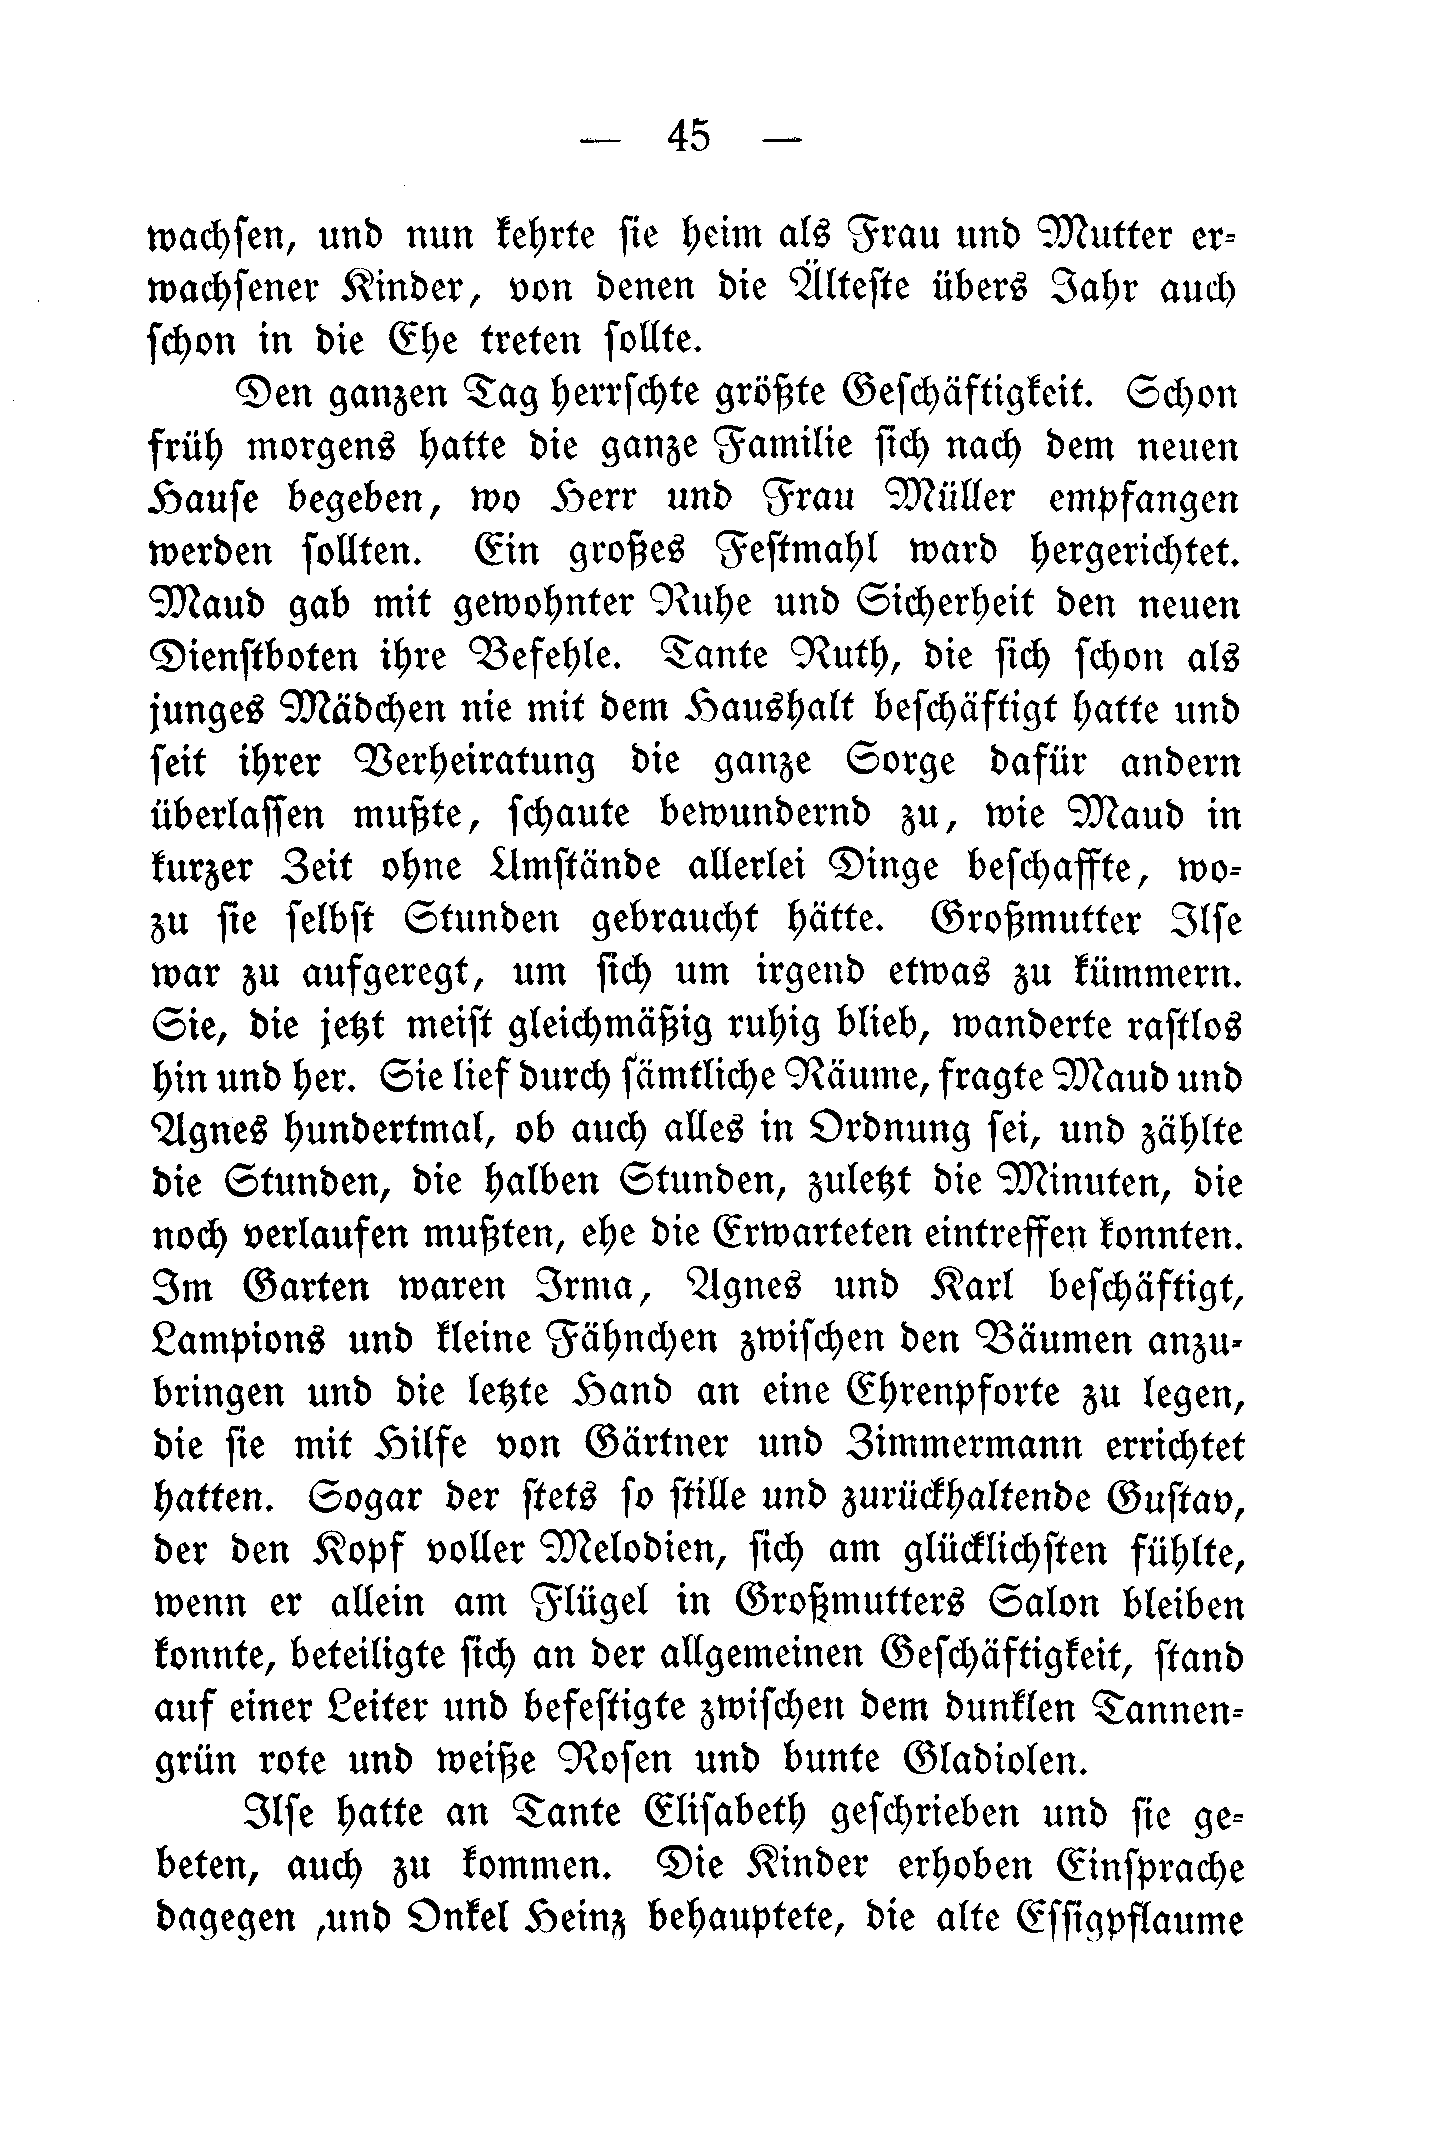 — 45 —
wachsen, und nun kehrte sie heim als Frau und Mutter er-
wachsener Kinder, von denen die Älteste übers Jahr auch
schon in die Ehe treten sollte.
Den ganzen Tag herrschte größte Geschäftigkeit. Schon
früh morgens hatte die ganze Familie sich nach dem neuen
Hause begeben, wo Herr und Frau Müller empfangen
werden sollten. Ein großes Festmahl ward hergerichtet.
Maud gab mit gewohnter Ruhe und Sicherheit den neuen
Dienstboten ihre Befehle. Tante Ruth, die sich schon als
junges Mädchen nie mit dem Haushalt beschäftigt hatte und
seit ihrer Verheiratung die ganze Sorge dafür andern
überlassen mußte, schaute bewundernd zu, wie Maud in
kurzer Zeit ohne Umstände allerlei Dinge beschaffte, wo-
zu sie selbst Stunden gebraucht hätte. Großmutter Ilse
war zu aufgeregt, um sich um irgend etwas zu kümmern.
Sie, die jetzt meist gleichmäßig ruhig blieb, wanderte rastlos
hin und her. Sie lief durch sämtliche Räume, fragte Maud und
Agnes hundertmal, ob auch alles in Ordnung sei, und zählte
die Stunden, die halben Stunden, zuletzt die Minuten, die
noch verlaufen mußten, ehe die Erwarteten eintreffen konnten.
Im Garten waren Irma, Agnes und Karl beschäftigt,
Lampions und kleine Fähnchen zwischen den Bäumen anzu-
bringen und die letzte Hand an eine Ehrenpforte zu legen,
die sie mit Hilfe von Gärtner und Zimmermann errichtet
hatten. Sogar der stets so stille und zurückhaltende Gustav,
der den Kopf voller Melodien, sich am glücklichsten fühlte,
wenn er allein am Flügel in Großmutters Salon bleiben
konnte, beteiligte sich an der allgemeinen Geschäftigkeit, stand
auf einer Leiter und befestigte zwischen dem dunklen Tannen-
grün rote und weiße Rosen und bunte Gladiolen.
Ilse hatte an Tante Elisabeth geschrieben und sie ge-
beten, auch zu kommen. Die Kinder erhoben Einsprache
dagegen ,und Onkel Heinz behauptete, die alte Essigpflaume